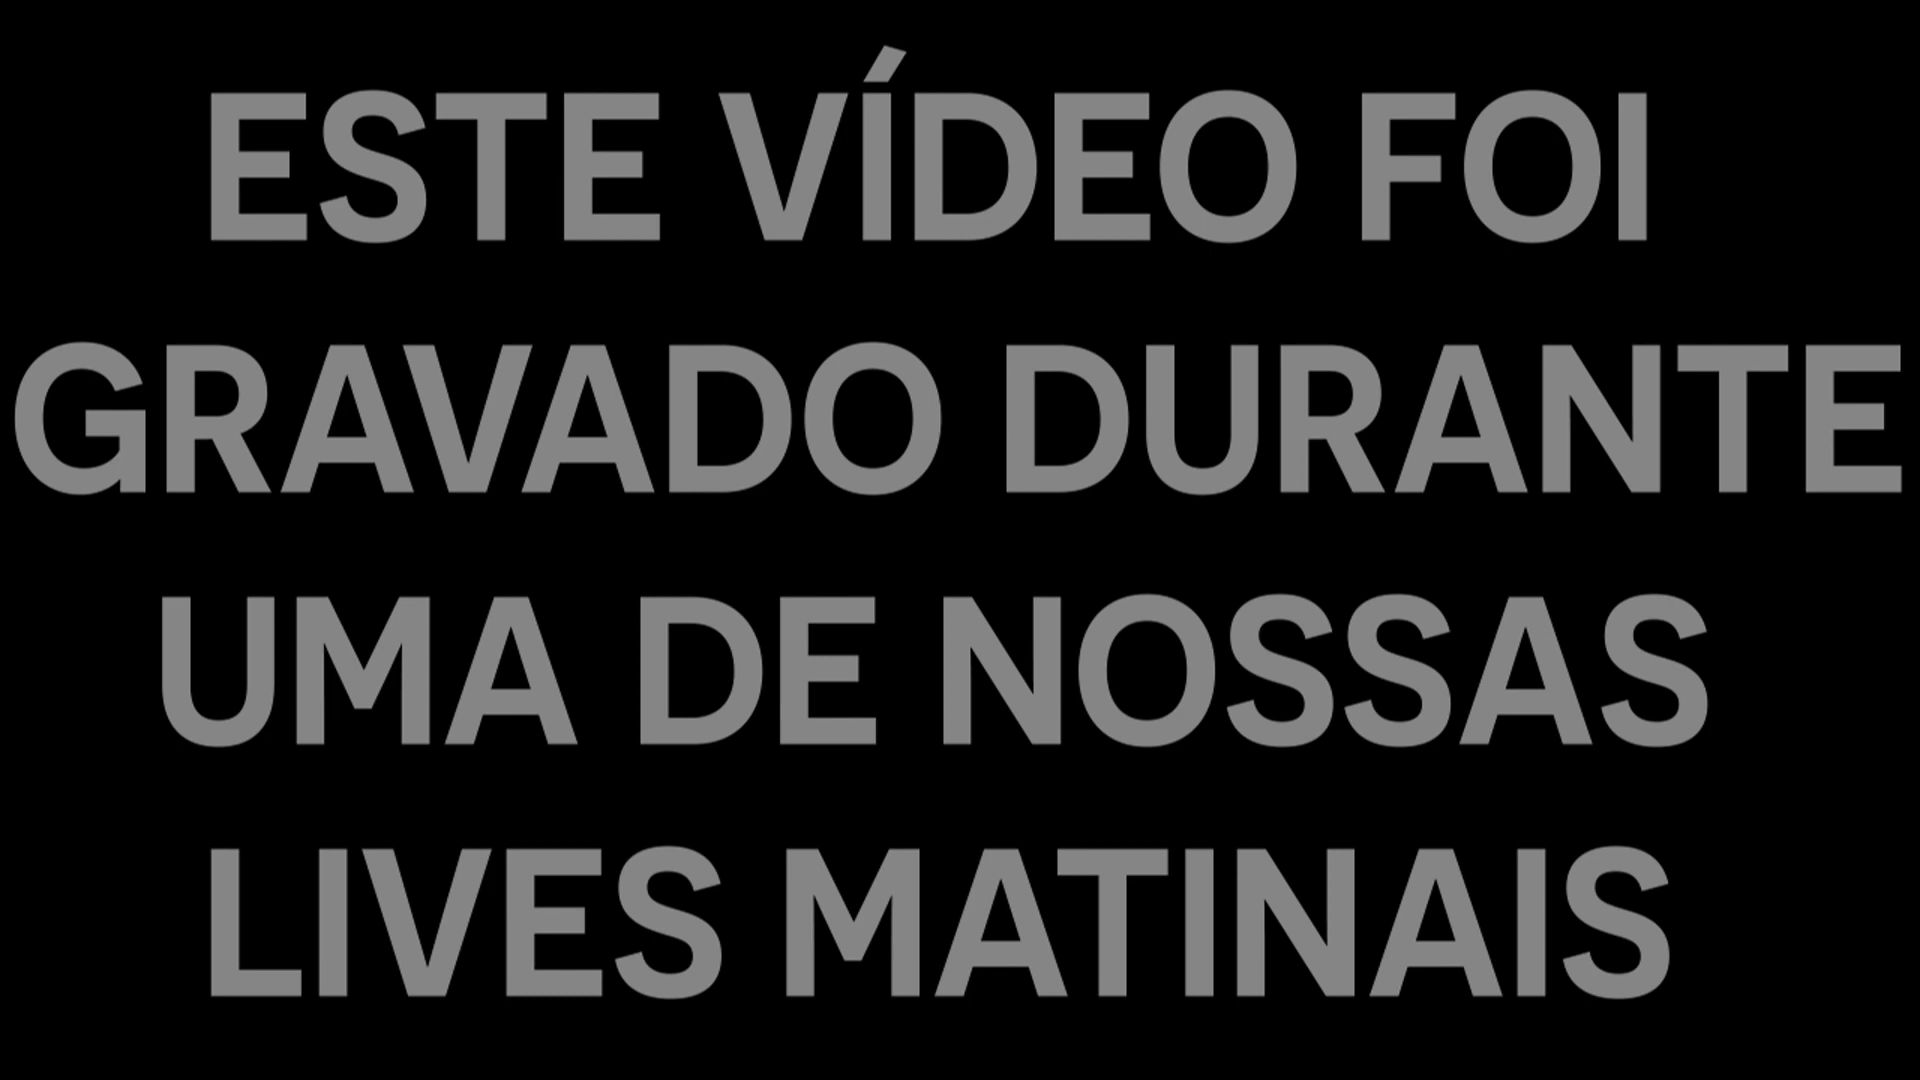 ESTE VÍDEO FOI
GRAVADO DURANTE
UMA DE NOSSAS
LIVES MATINAIS